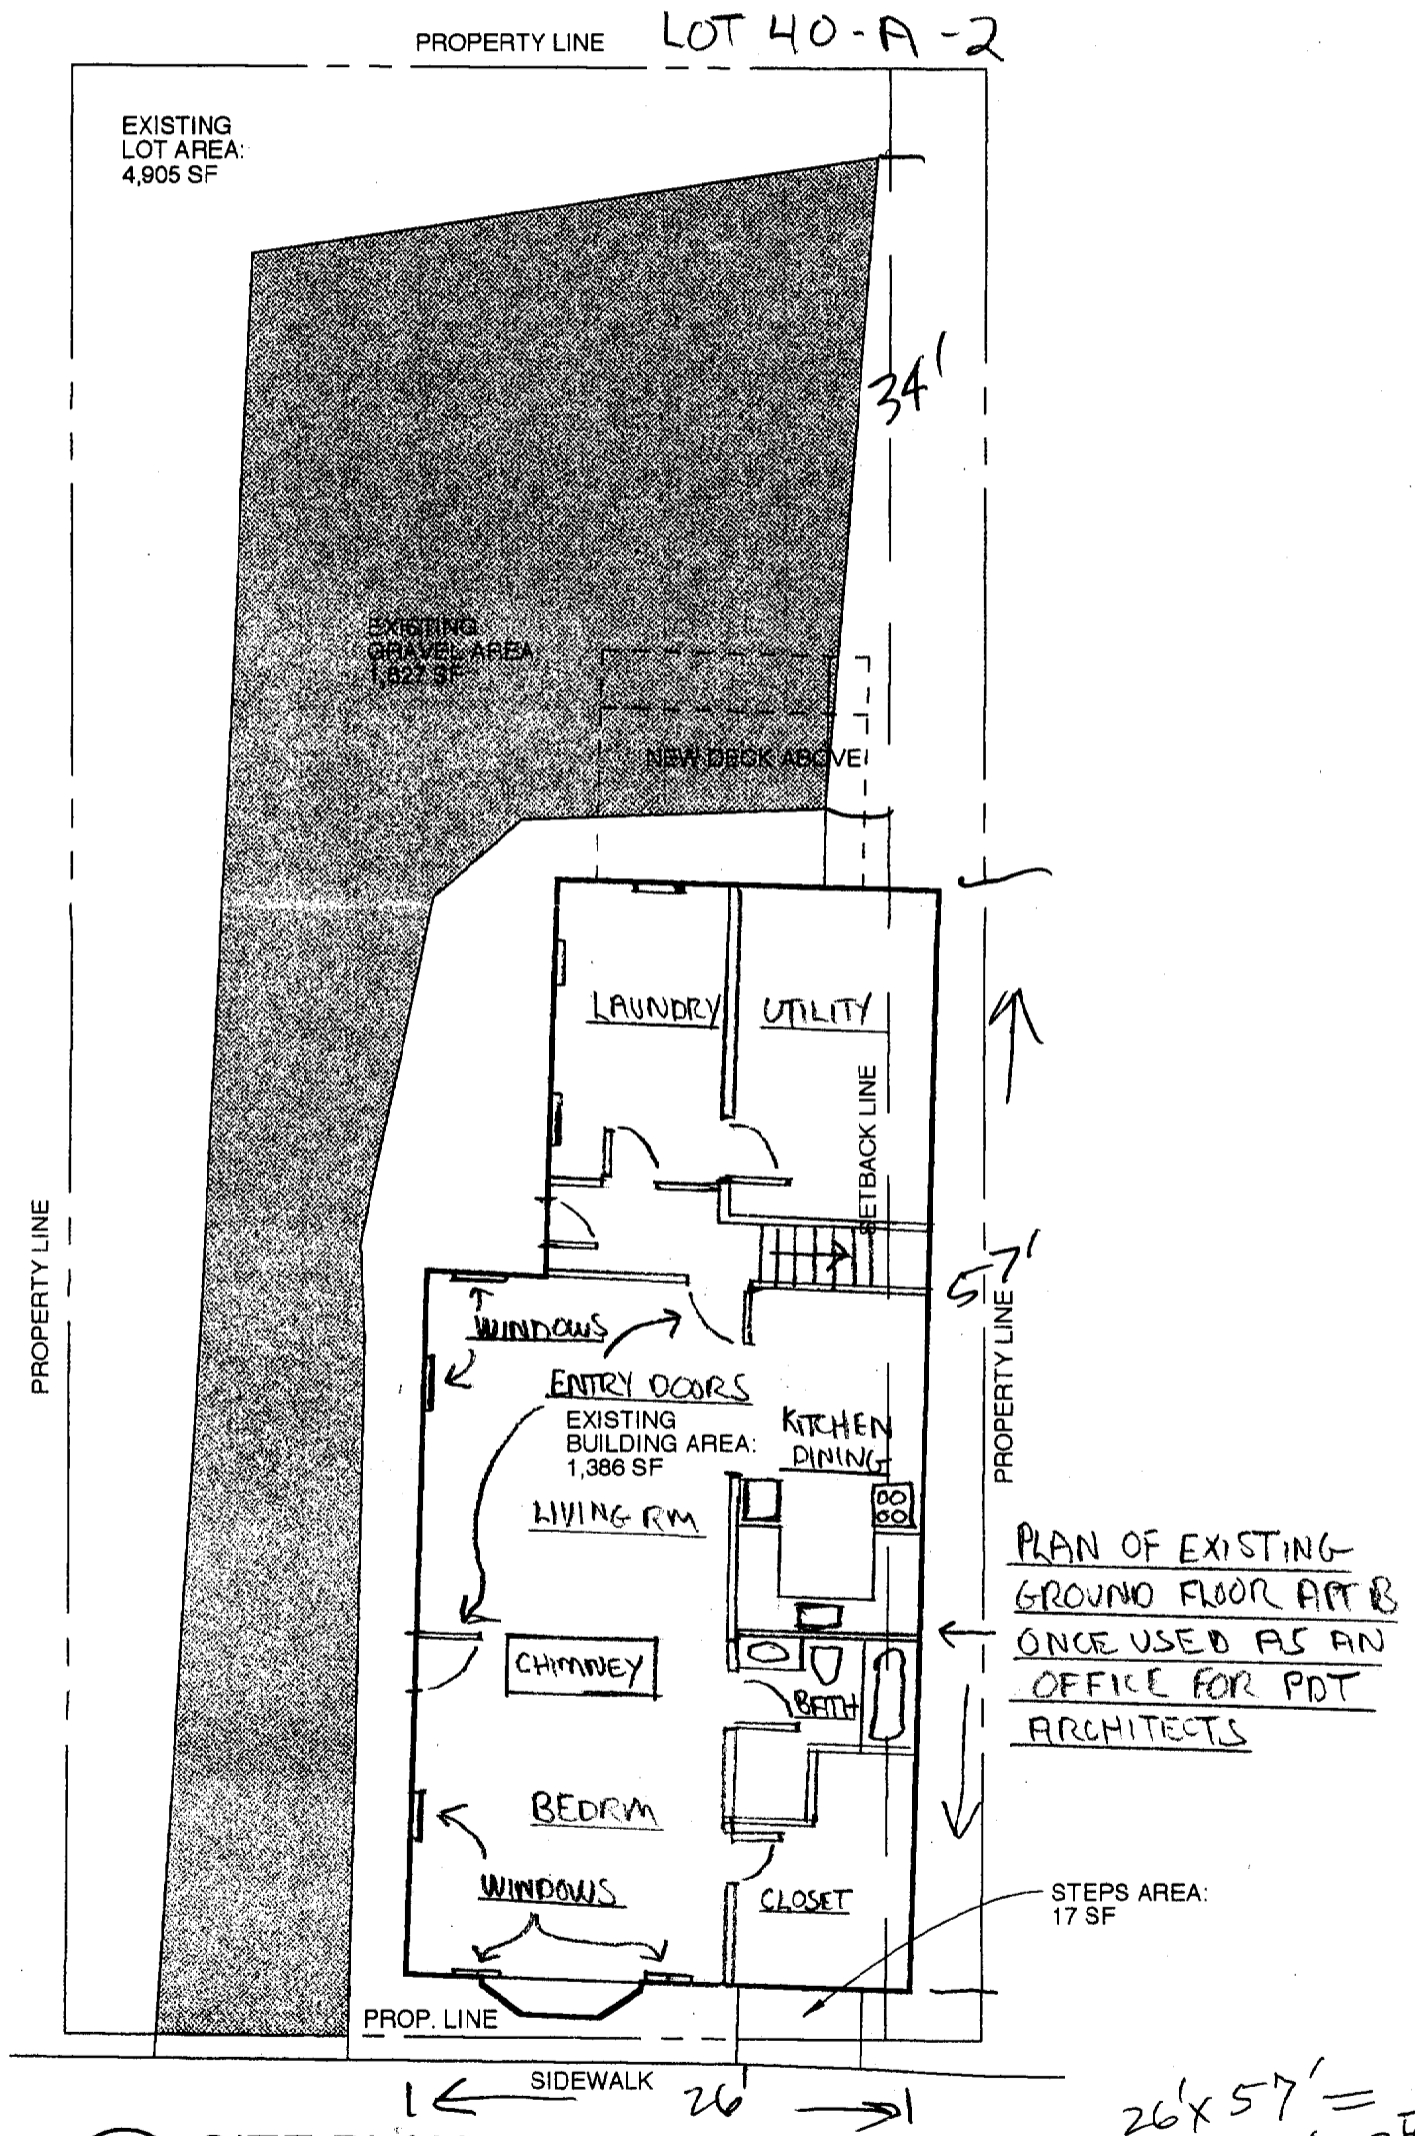 PROPERTY LINE LOT 40-A-2
EXISTING
LOT AREA:
4,905 SF
34'
EXISTING
GRAVEL AREA
1,827 SF
NEW DECK ABOVE
LAUNDRY UTILITY
SETBACK LINE
PROPERTY LINE
57'
PROPERTY LINE
WINDOWS
ENTRY DOORS
EXISTING
BUILDING AREA:
1,386 SF
KITCHEN
DINING
LIVING RM
PLAN OF EXISTING
GROUND FLOOR APT B
ONCE USED AS AN
OFFICE FOR PDT
ARCHITECTS
CHIMNEY
BATH
BEDRM
WINDOWS
CLOSET
STEPS AREA:
17 SF
PROP. LINE
SIDEWALK
26'
26' x 57' =